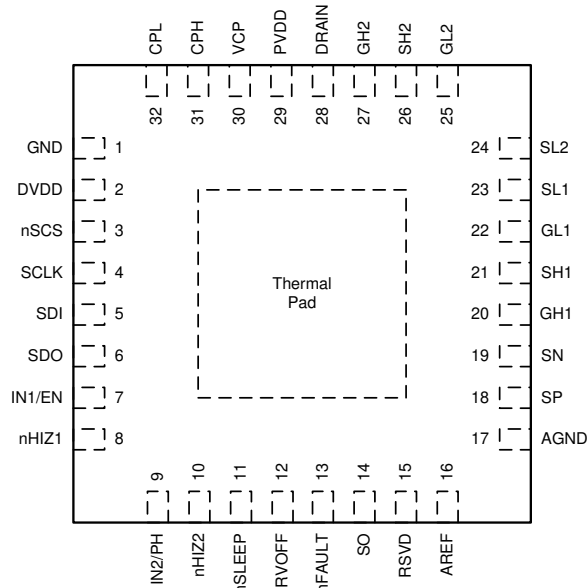 CPL
CPH
VCP
PVDD
DRAIN
GH2
SH2
GL2
32
31
30
29
28
27
26
25
GND 1
DVDD 2
nSCS 3
SCLK 4
SDI 5
SDO 6
IN1/EN 7
nHIZ1 8
Thermal
Pad
24 SL2
23 SL1
22 GL1
21 SH1
20 GH1
19 SN
18 SP
17 AGND
9
10
11
12
13
14
15
16
IN2/PH
nHIZ2
nSLEEP
RVOFF
nFAULT
SO
RSVD
AREF